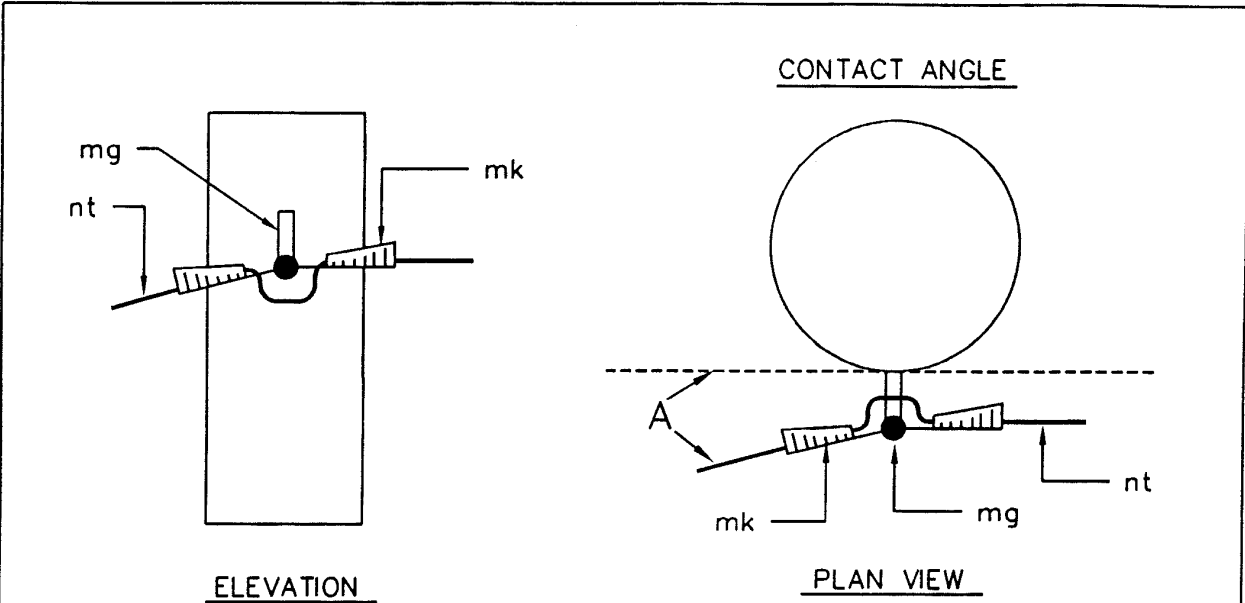 CONTACT ANGLE
mg
mk
nt
A
nt
mk
mg
ELEVATION
PLAN VIEW